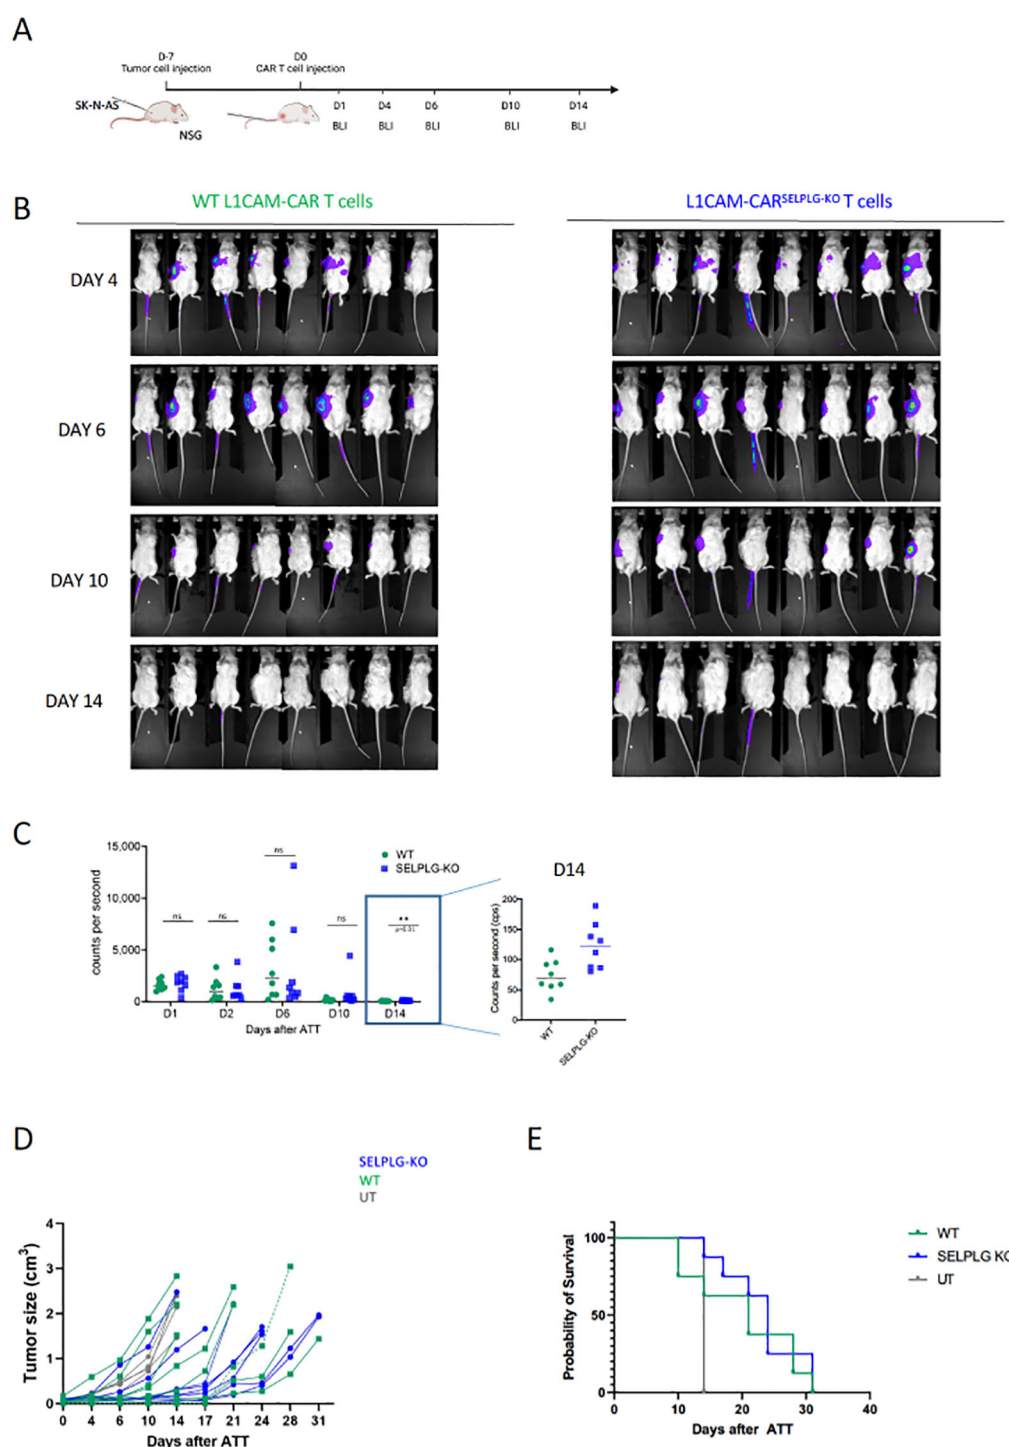 A
D-7
Tumor cell injection
D0
CAR T cell injection
SK-N-AS
NSG
D1
D4
D6
D10
D14
BLI
BLI
BLI
BLI
BLI
B
WT L1CAM-CAR T cells
L1CAM-CARSELPLG-KO T cells
DAY 4
DAY 6
DAY 10
DAY 14
C
counts per second
15,000
10,000
5,000
0
ns
ns
ns
ns
**
p=0.01
WT
SELPLG-KO
D1
D2
D6
D10
D14
Days after ATT
D14
Counts per second (cps)
200
150
100
50
0
WT
SELPLG-KO
D
SELPLG-KO
WT
UT
Tumor size (cm3)
4
3
2
1
0
0 4 6 10 14 17 21 24 28 31
Days after ATT
E
Probability of Survival
100
50
0
0 10 20 30 40
Days after ATT
WT
SELPLG KO
UT